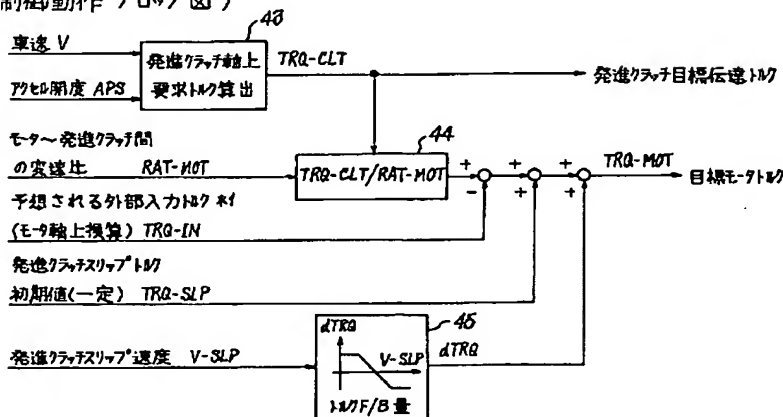 制御動作ブロック図)
43
車速 V
発進クラッチ軸上
要求トルク算出
TRQ-CLT
発進クラッチ目標伝達トルク
アクセル開度 APS
モータ~発進クラッチ間
の変速比 RAT-MOT
44
TRQ-CLT/RAT-MOT
+
-
+
+
+
+
TRQ-MOT
目標モータトルク
予想される外部入力トルク
(モータ軸上換算) TRQ-IN
発進クラッチスリップトルク
初期値(一定) TRQ-SLP
45
発進クラッチスリップ速度 V-SLP
dTRQ
V-SLP
トルクF/B量
dTRQ